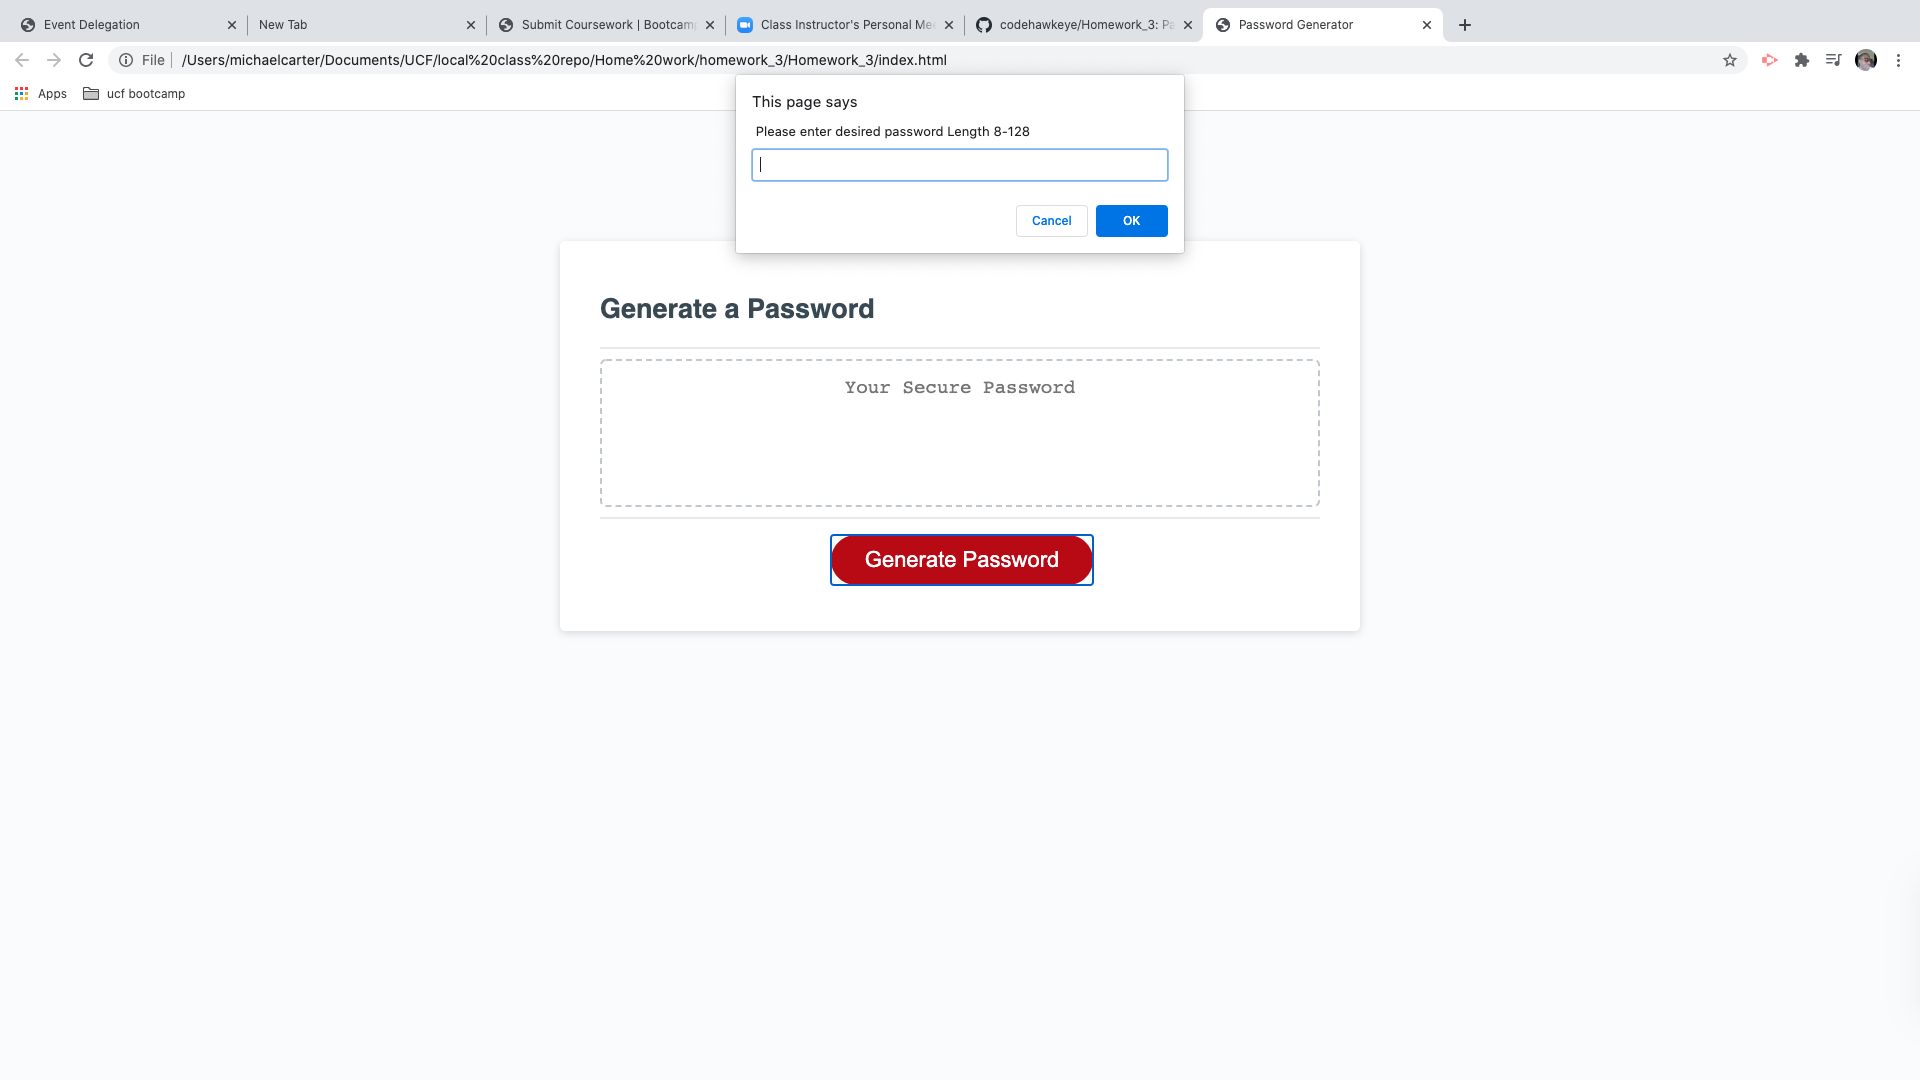 Event Delegation
New Tab
Submit Coursework | Bootcam
Class Instructor's Personal Me
codehawkeye/Homework_3: Pa
Password Generator
File
/Users/michaelcarter/Documents/UCF/local%20class%20repo/Home%20work/homework_3/Homework_3/index.html
Apps
ucf bootcamp
This page says
Please enter desired password Length 8-128
Cancel
OK
Generate a Password
Your Secure Password
Generate Password